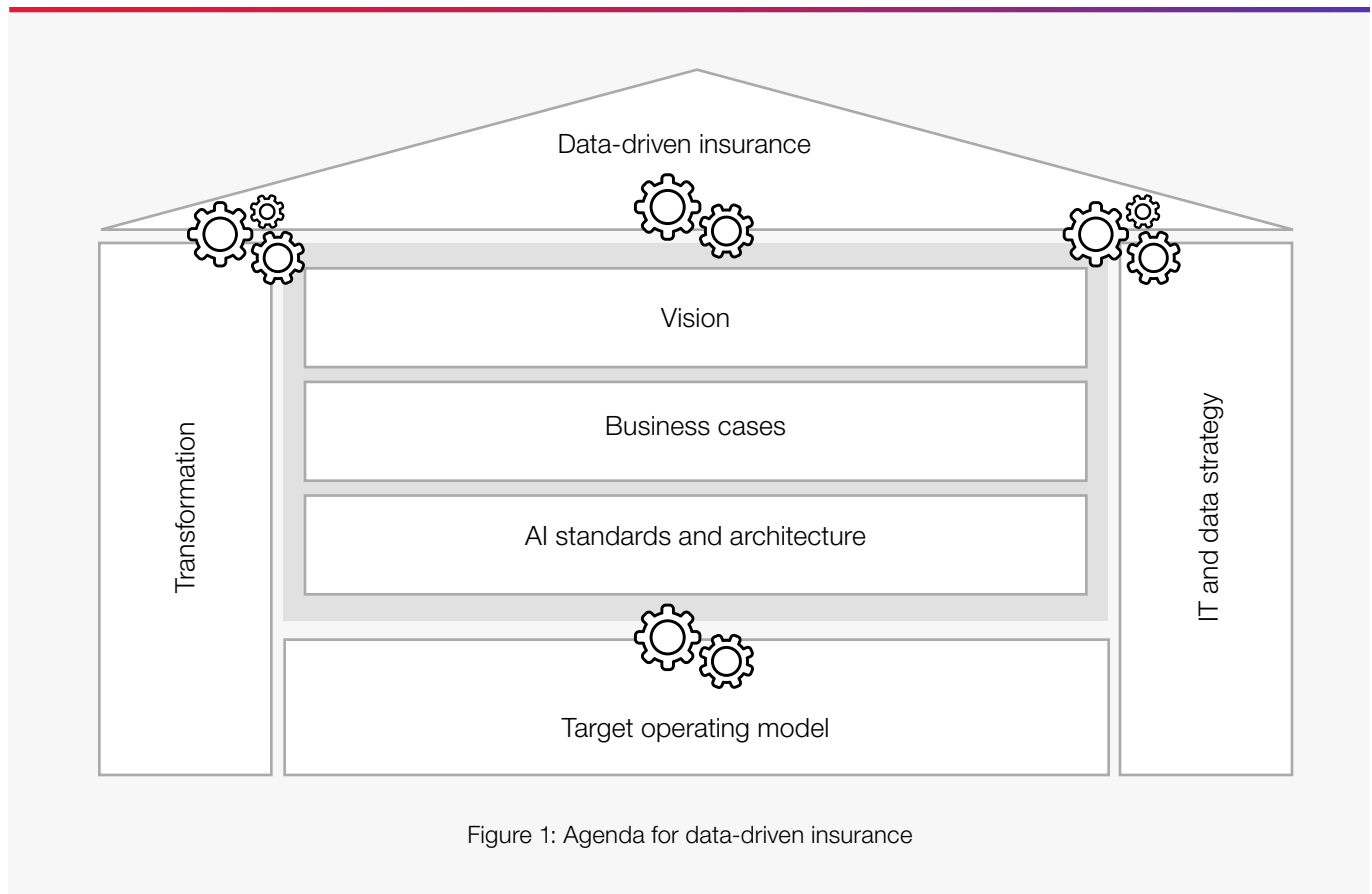 Data-driven insurance
Vision
Business cases
AI standards and architecture
Transformation
IT and data strategy
Target operating model
Figure 1: Agenda for data-driven insurance